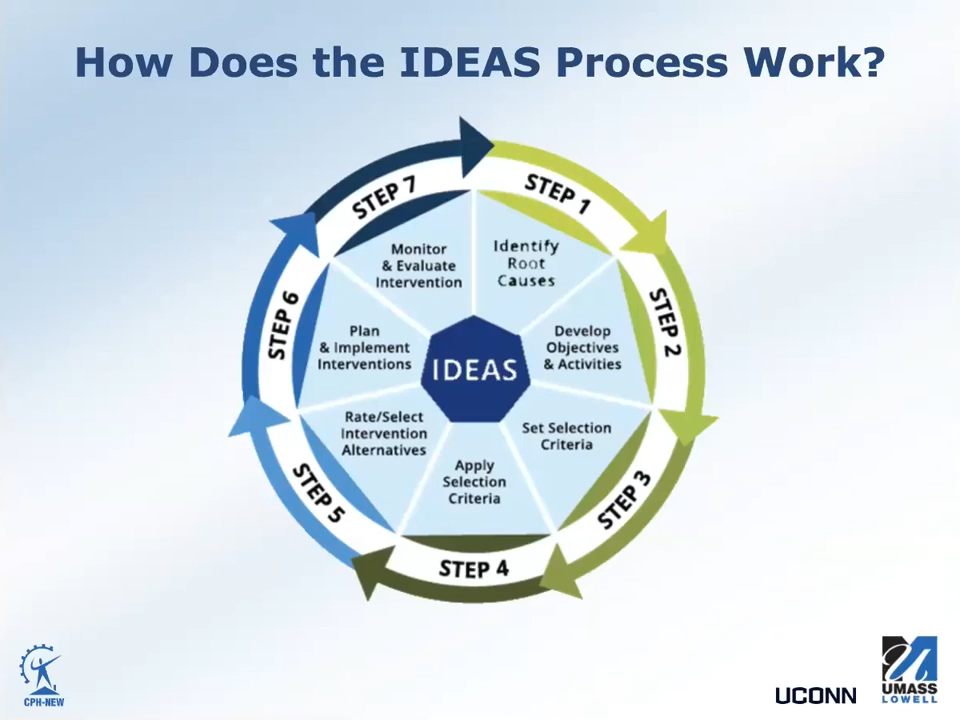 How Does the IDEAS Process Work?
STEP 1
Identify
Root
Causes
STEP 2
Develop
Objectives
& Activities
STEP 3
Set Selection
Criteria
STEP 4
Apply
Selection
Criteria
STEP 5
Rate/Select
Intervention
Alternatives
STEP 6
Plan
& Implement
Interventions
STEP 7
Monitor
& Evaluate
Intervention
IDEAS
CPH-NEW
UCONN
UMASS
LOWELL